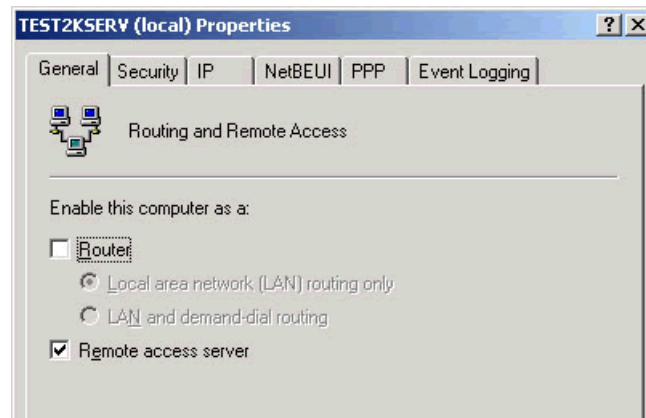 TEST2KSERV (local) Properties
General Security IP NetBEUI PPP Event Logging
Routing and Remote Access
Enable this computer as a:
Router
Local area network (LAN) routing only
LAN and demand-dial routing
Remote access server